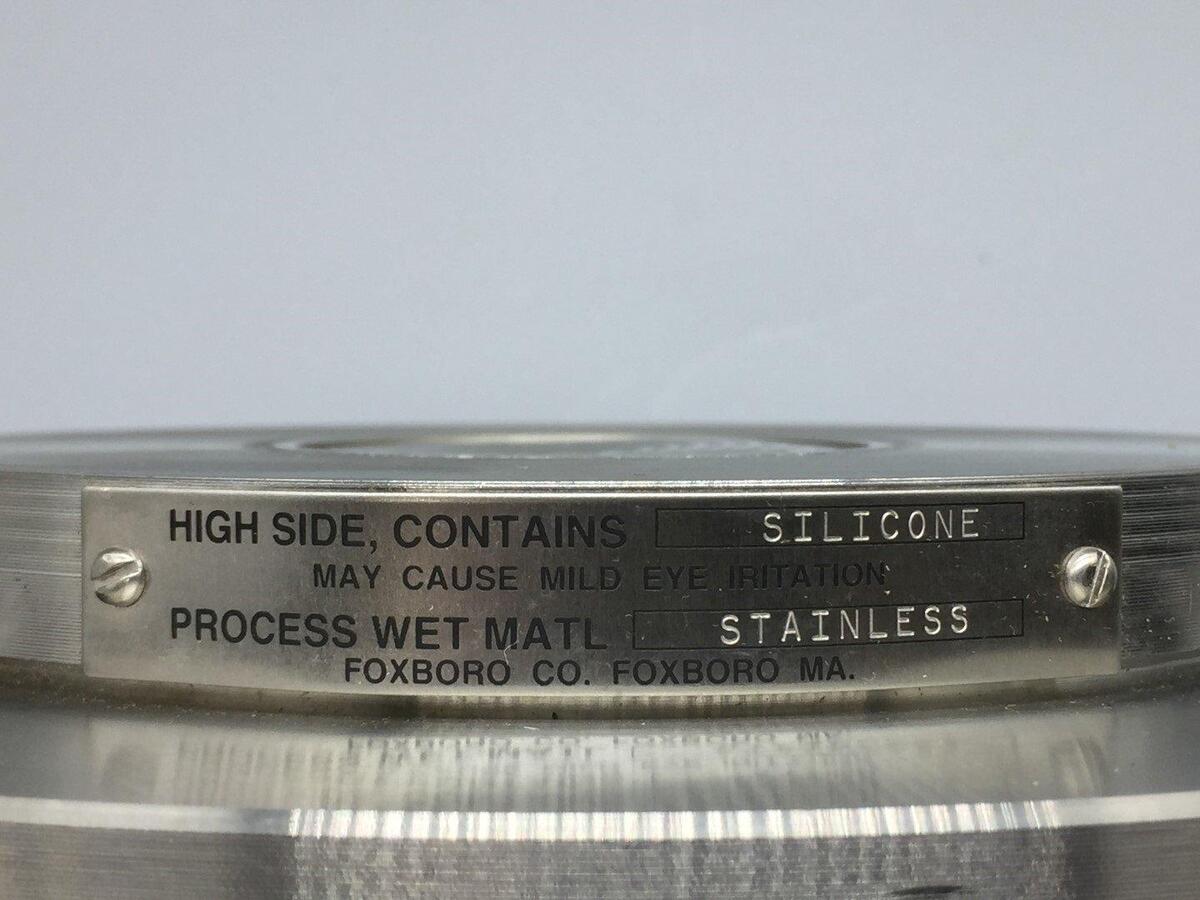 HIGH SIDE, CONTAINS SILICONE
MAY CAUSE MILD EYE IRITATION
PROCESS WET MATL STAINLESS
FOXBORO CO. FOXBORO MA.